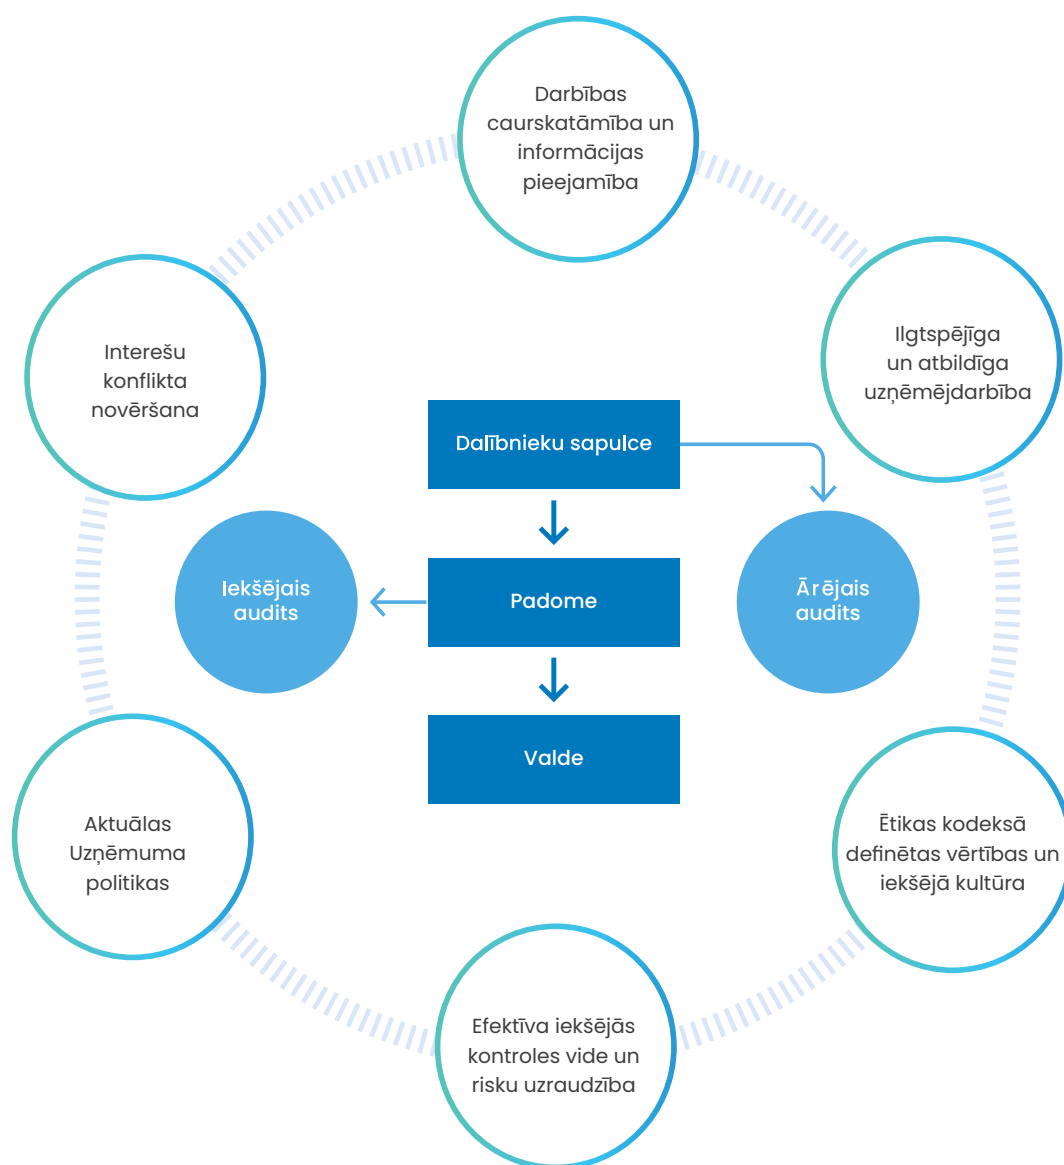 Darbības
caurskatāmība un
informācijas
pieejamība
Ilgtspējīga
un atbildīga
uzņēmējdarbība
Interešu
konflikta
novēršana
Dalībnieku sapulce
Iekšējais
audits
Padome
Ārējais
audits
Valde
Aktuālas
Uzņēmuma
politikas
Ētikas kodeksā
definētas vērtības un
iekšējā kultūra
Efektīva iekšējās
kontroles vide un
risku uzraudzība